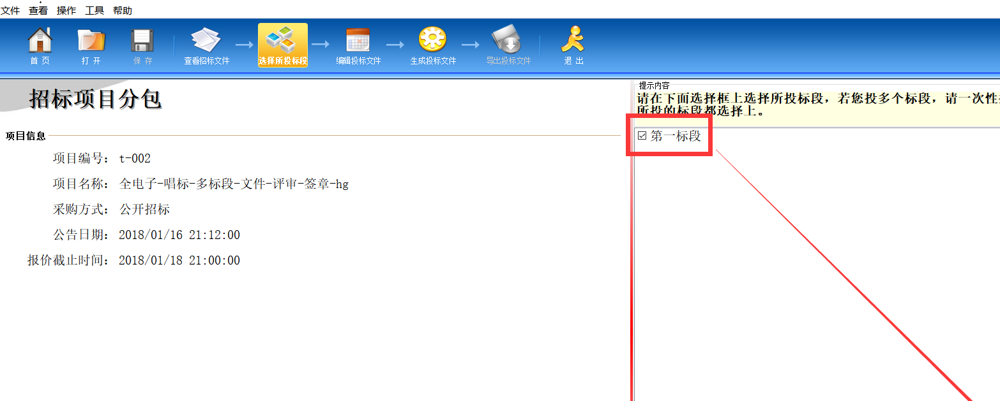 文件 查看 操作 工具 帮助
首 页 打 开 保 存 查看招标文件 选择所投标段 编辑投标文件 生成投标文件 导出投标文件 退 出
招标项目分包
提示内容
请在下面选择框上选择所投标段，若您投多个标段，请一次性
所投的标段都选择上。
第一标段
项目信息
项目编号： t-002
项目名称： 全电子-唱标-多标段-文件-评审-签章-hg
采购方式： 公开招标
公告日期： 2018/01/16 21:12:00
报价截止时间： 2018/01/18 21:00:00